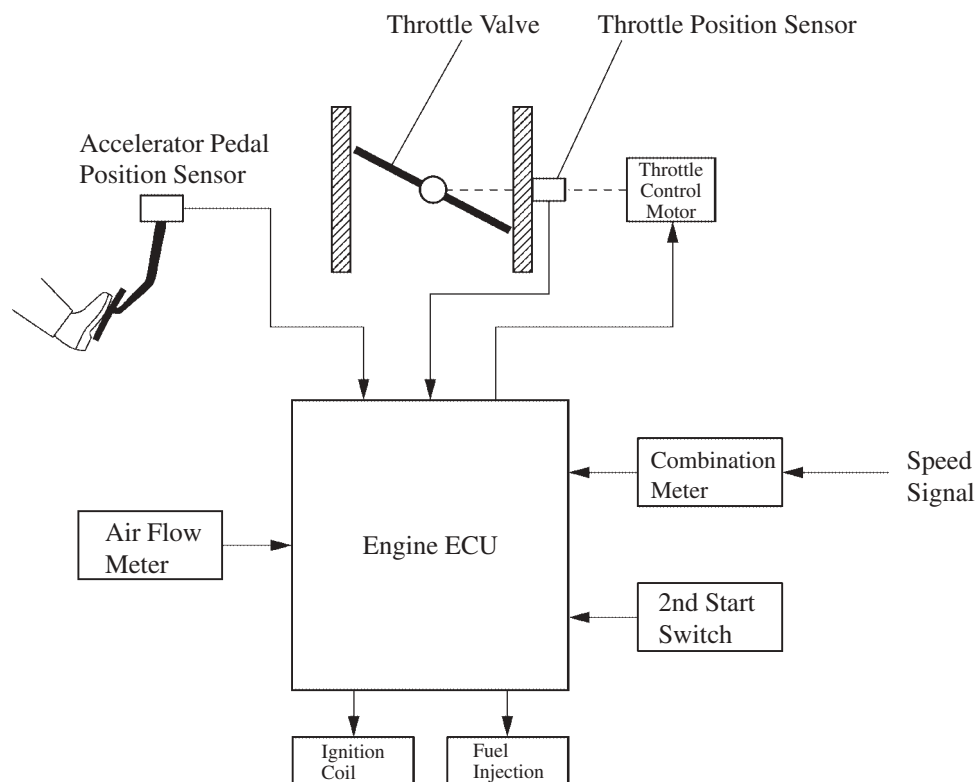 Throttle Valve
Throttle Position Sensor
Accelerator Pedal
Position Sensor
Throttle
Control
Motor
Combination
Meter
Speed
Signal
Air Flow
Meter
Engine ECU
2nd Start
Switch
Ignition
Coil
Fuel
Injection